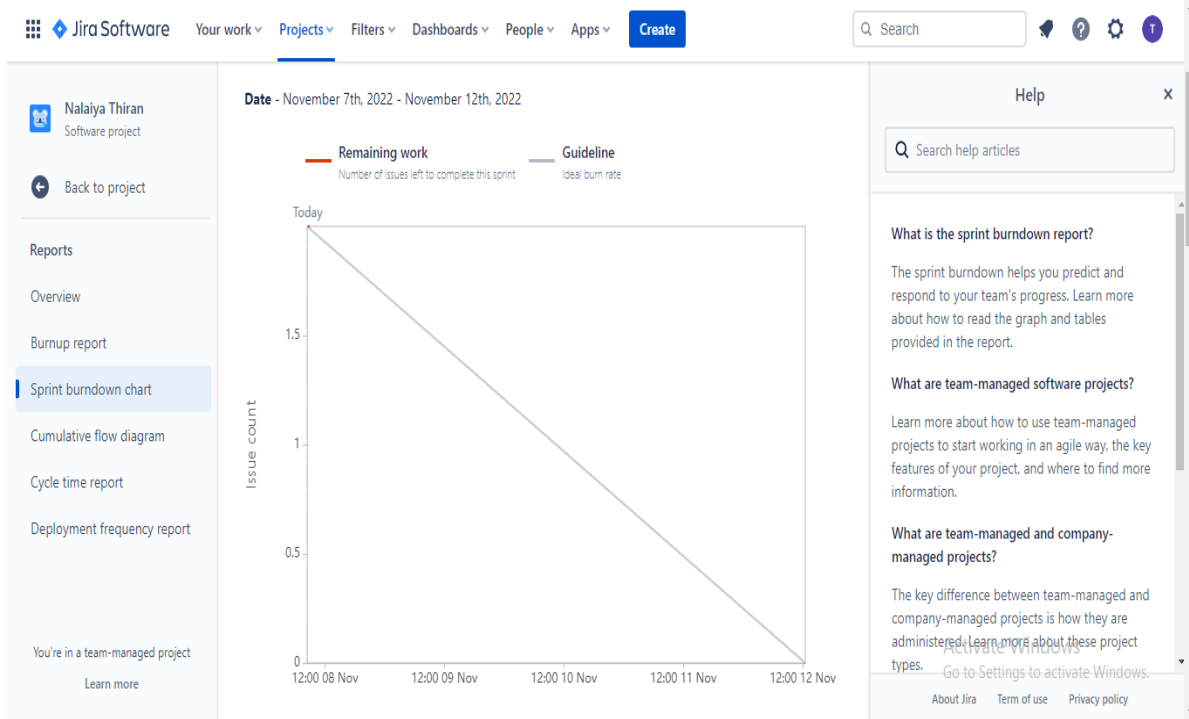 Jira Software Your work Projects Filters Dashboards People Apps Create Search ? T
Nalaiya Thiran
Software project
Back to project
Reports
Overview
Burnup report
Sprint burndown chart
Cumulative flow diagram
Cycle time report
Deployment frequency report
You're in a team-managed project
Learn more
Date - November 7th, 2022 - November 12th, 2022
Remaining work
Number of issues left to complete this sprint
Guideline
Ideal burn rate
Today
Issue count
1.5
1
0.5
0
12:00 08 Nov 12:00 09 Nov 12:00 10 Nov 12:00 11 Nov 12:00 12 Nov
Help
Search help articles
What is the sprint burndown report?
The sprint burndown helps you predict and
respond to your team's progress. Learn more
about how to read the graph and tables
provided in the report.
What are team-managed software projects?
Learn more about how to use team-managed
projects to start working in an agile way, the key
features of your project, and where to find more
information.
What are team-managed and company-
managed projects?
The key difference between team-managed and
company-managed projects is how they are
administered. Learn more about these project
types.
Activate Windows
Go to Settings to activate Windows.
About Jira Term of use Privacy policy